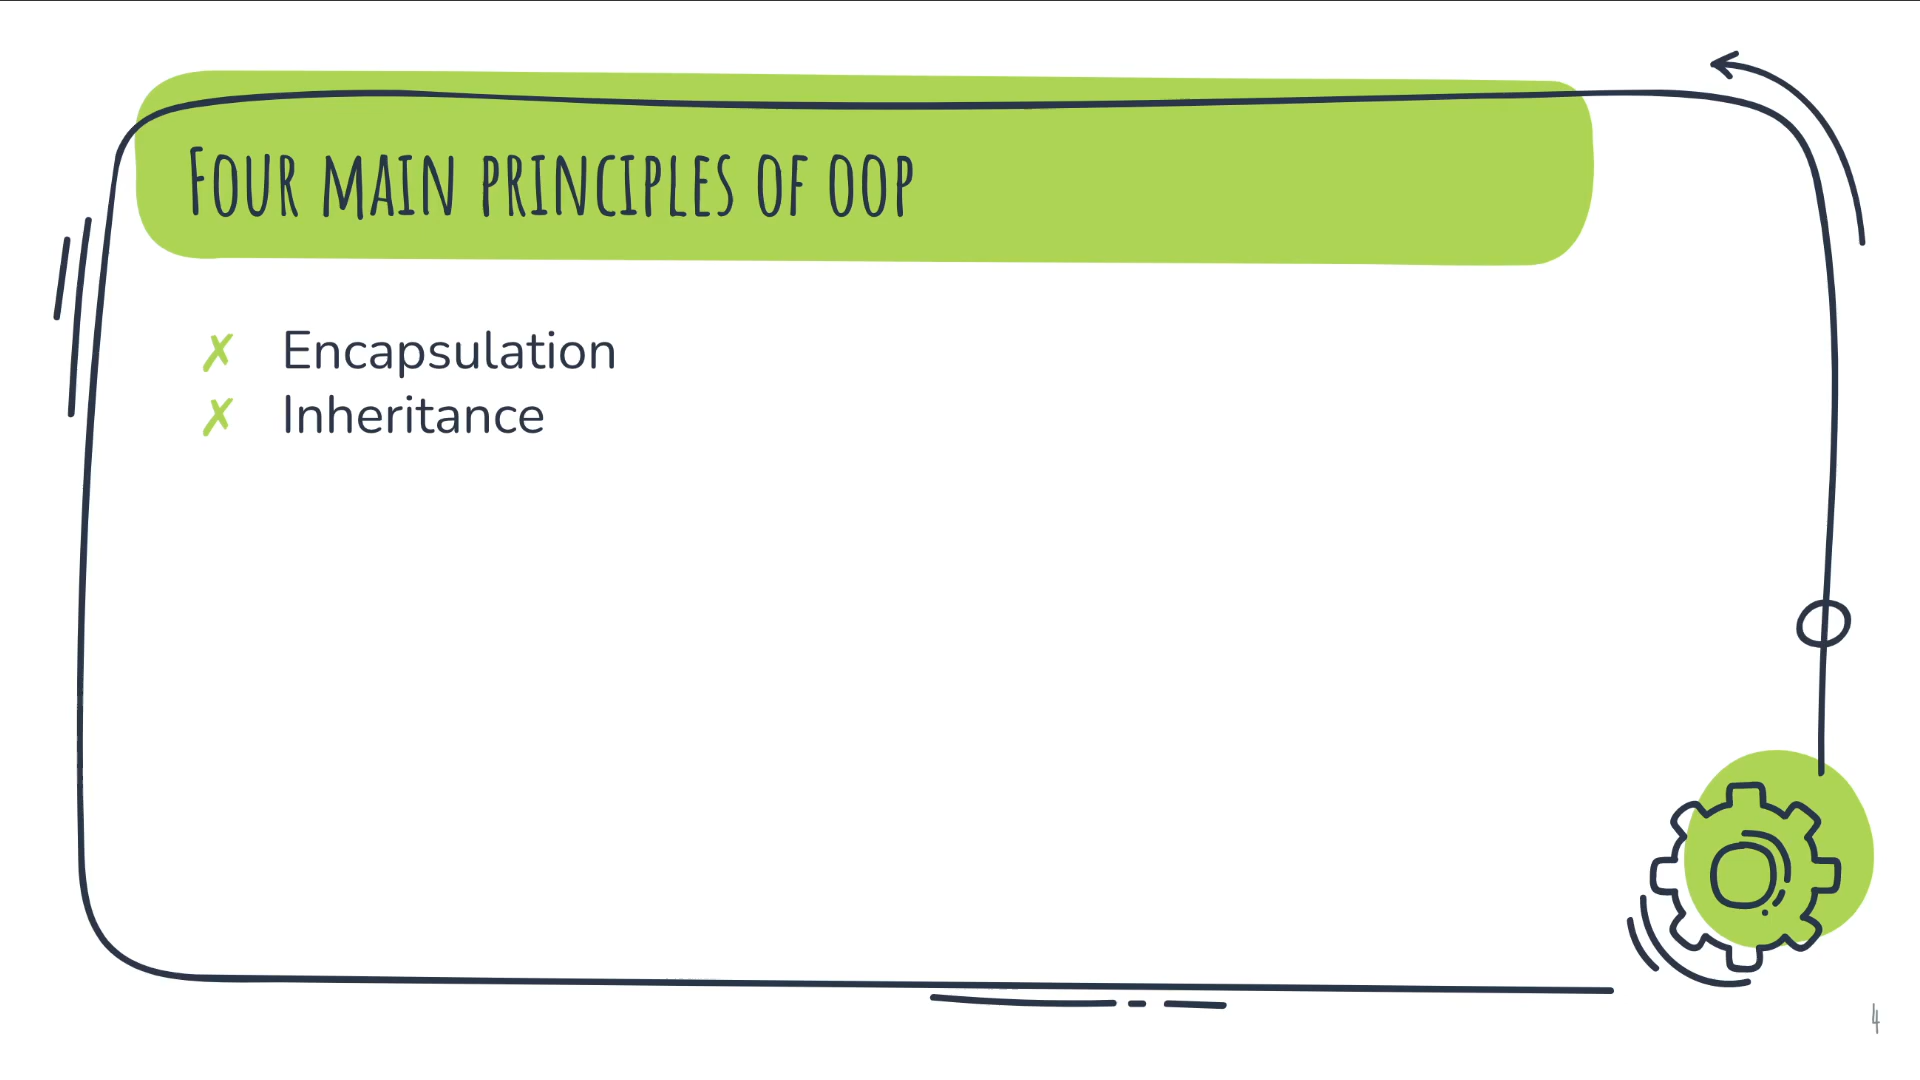 Four main principles of OOP
✗ Encapsulation
✗ Inheritance
4